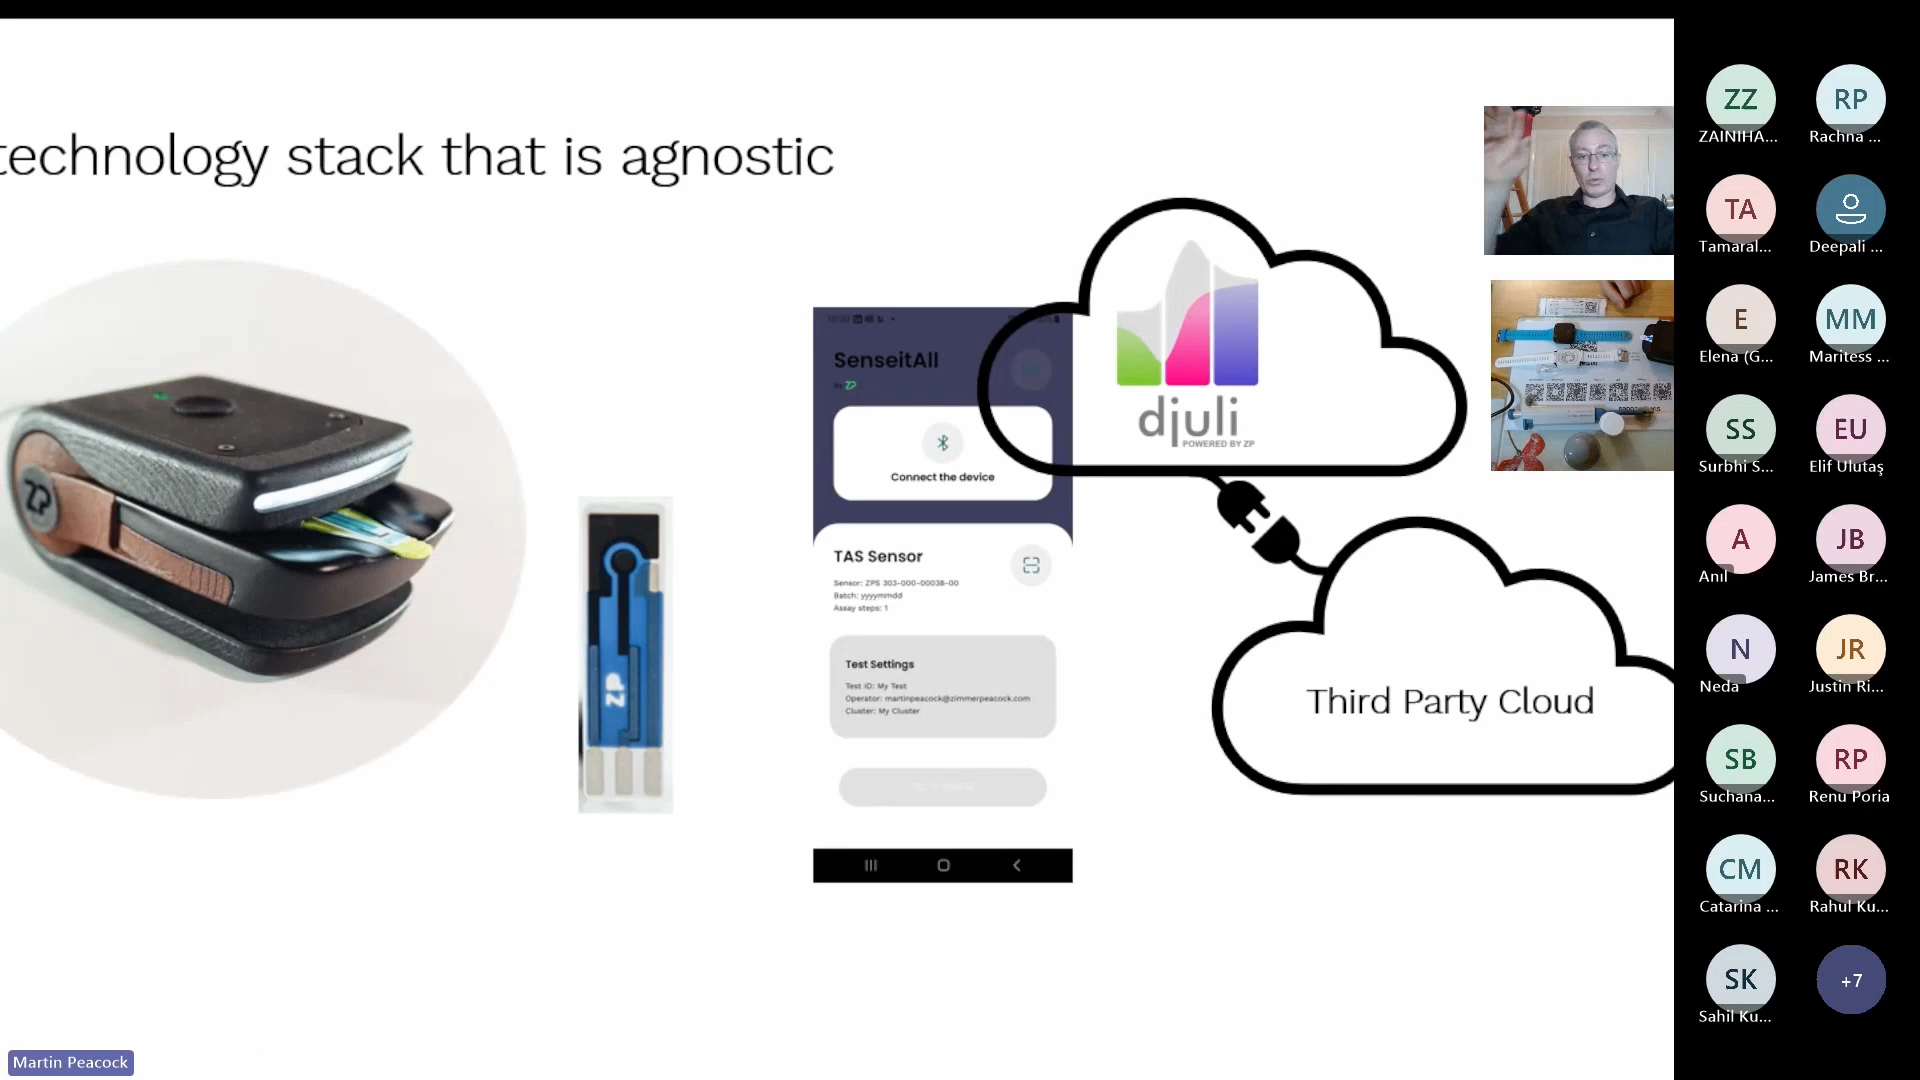 technology stack that is agnostic
ZP
ZP
SenseitAll
by ZP
Connect the device
TAS Sensor
Sensor: ZPS 303-000-00038-00
Batch: yyyymmdd
Assay steps: 1
Test Settings
Test ID: My Test
Operator: martinpeacock@zimmerpeacock.com
Cluster: My Cluster
djuli
POWERED BY ZP
Third Party Cloud
ZZ
ZAINIHA...
RP
Rachna ...
TA
Tamaral...
Deepali ...
E
Elena (G...
MM
Maritess ...
SS
Surbhi S...
EU
Elif Ulutaş
A
Anil
JB
James Br...
N
Neda
JR
Justin Ri...
SB
Suchana...
RP
Renu Poria
CM
Catarina ...
RK
Rahul Ku...
SK
Sahil Ku...
+7
Martin Peacock